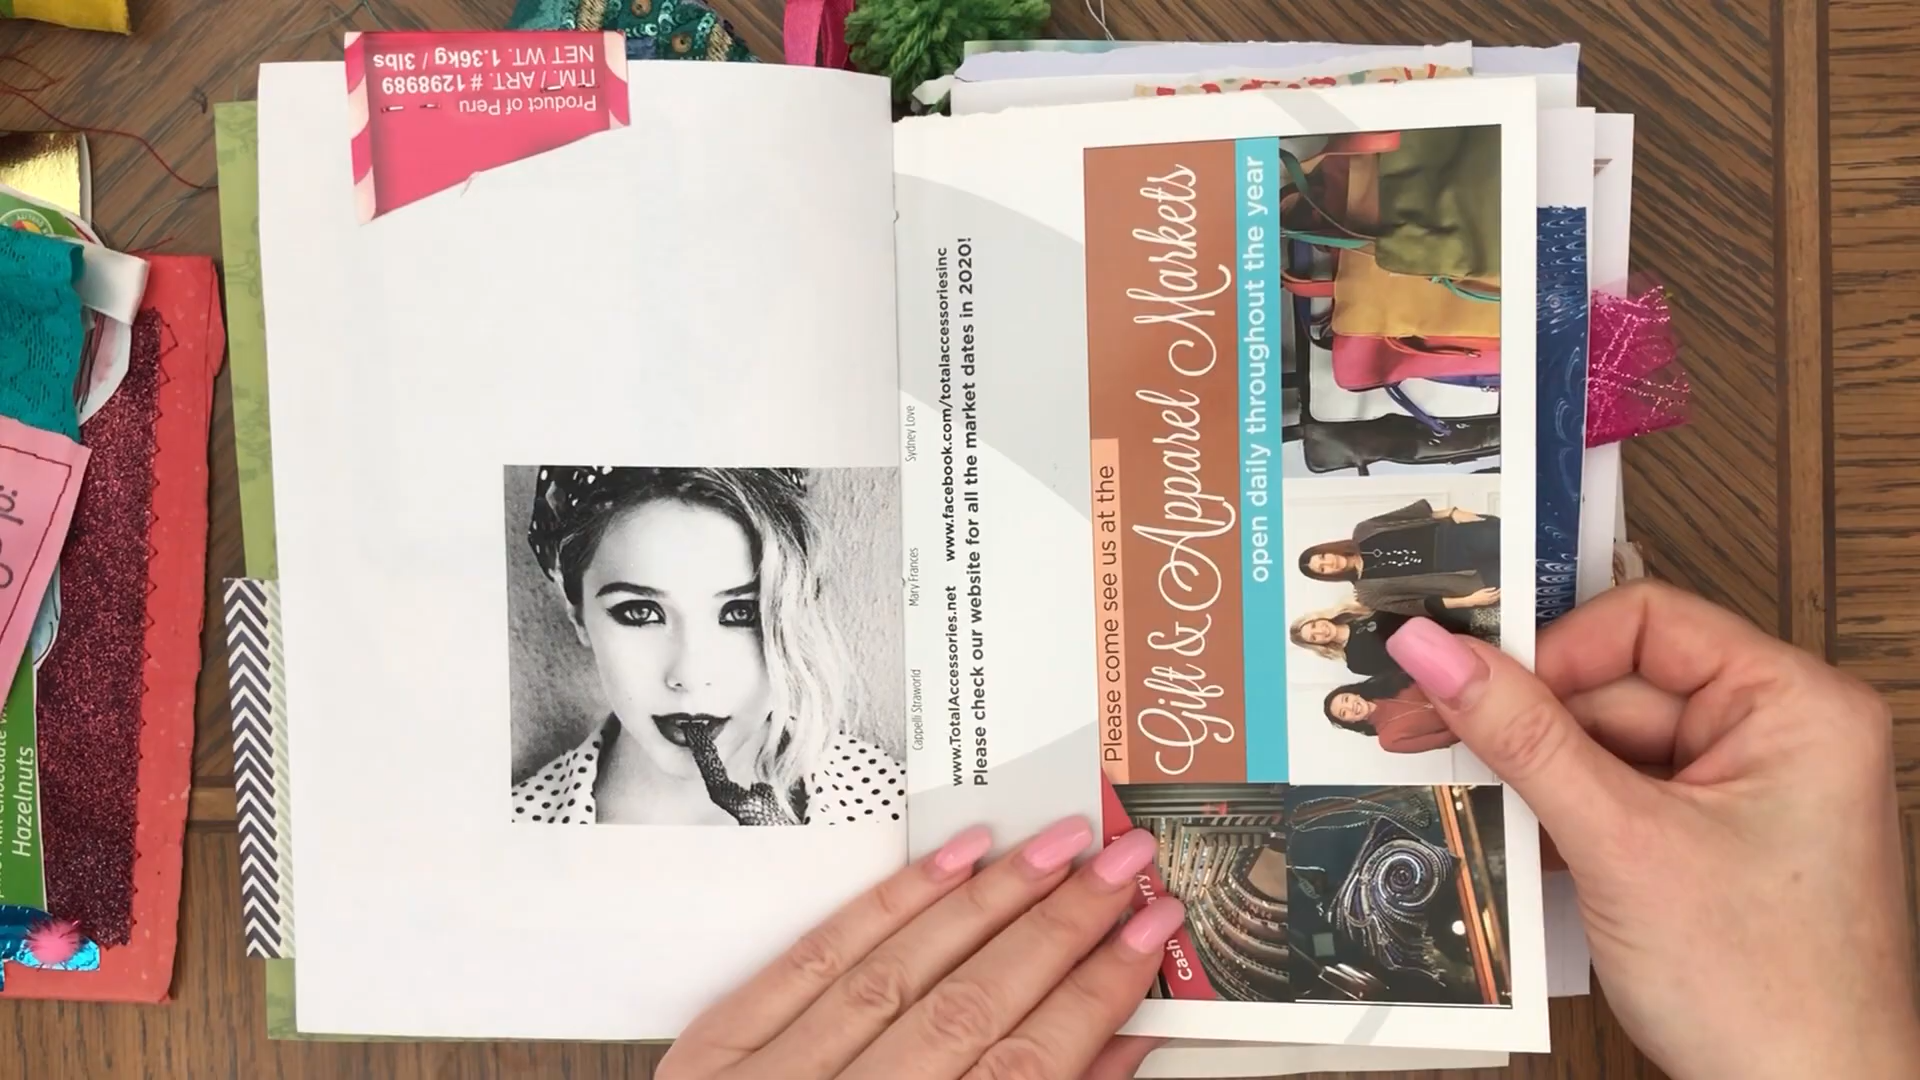 Product of Peru
ITM. / ART. # 1298989
NET WT. 1.36kg / 3lbs
Cappelli Straworld
Mary Frances
Sydney Love
www.TotalAccessories.net
www.facebook.com/totalaccessoriesinc
Please check our website for all the market dates in 2020!
Please come see us at the
Gift & Apparel Markets
open daily throughout the year
Cash
Hazelnuts